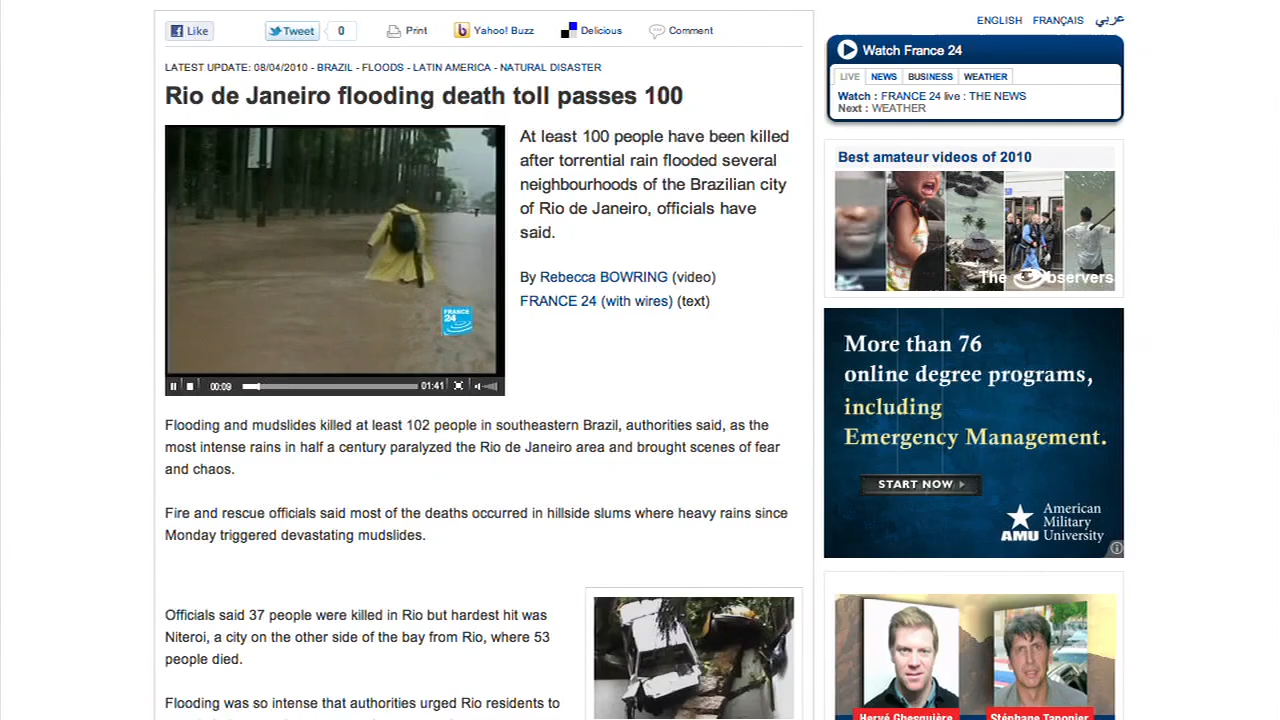 Like
Tweet
0
Print
Yahoo! Buzz
Delicious
Comment
LATEST UPDATE: 08/04/2010 - BRAZIL - FLOODS - LATIN AMERICA - NATURAL DISASTER
Rio de Janeiro flooding death toll passes 100
At least 100 people have been killed
after torrential rain flooded several
neighbourhoods of the Brazilian city
of Rio de Janeiro, officials have
said.
By Rebecca BOWRING (video)
FRANCE 24 (with wires) (text)
FRANCE
24
00:09
01:41
Flooding and mudslides killed at least 102 people in southeastern Brazil, authorities said, as the
most intense rains in half a century paralyzed the Rio de Janeiro area and brought scenes of fear
and chaos.
Fire and rescue officials said most of the deaths occurred in hillside slums where heavy rains since
Monday triggered devastating mudslides.
Officials said 37 people were killed in Rio but hardest hit was
Niteroi, a city on the other side of the bay from Rio, where 53
people died.
Flooding was so intense that authorities urged Rio residents to
ENGLISH FRANÇAIS عربي
Watch France 24
LIVE NEWS BUSINESS WEATHER
Watch : FRANCE 24 live : THE NEWS
Next : WEATHER
Best amateur videos of 2010
The Observers
More than 76
online degree programs,
including
Emergency Management.
START NOW
AMU
American
Military
University
Hervé Ghesquière
Stéphane Taponier